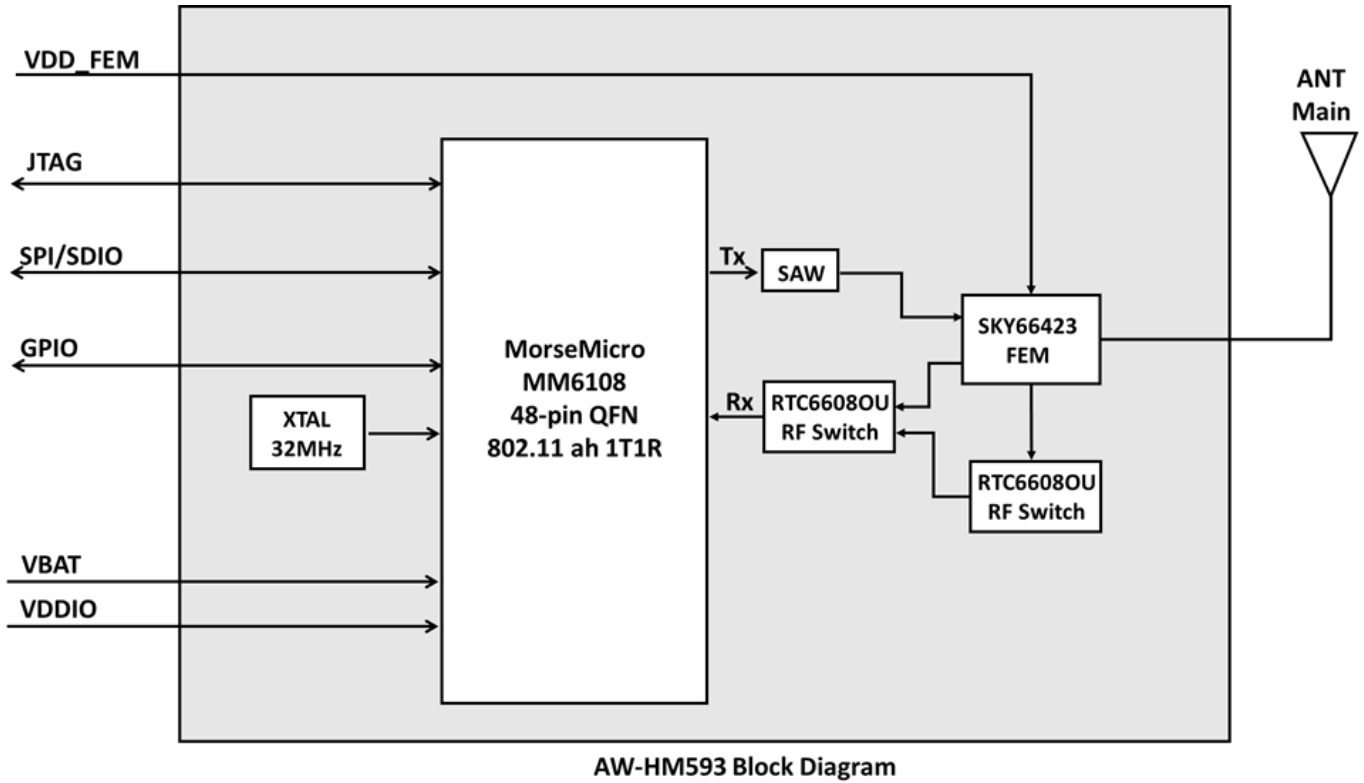 VDD_FEM
ANT
Main
JTAG
SPI/SDIO
GPIO
XTAL
32MHz
VBAT
VDDIO
MorseMicro
MM6108
48-pin QFN
802.11 ah 1T1R
Tx
SAW
SKY66423
FEM
Rx
RTC6608OU
RF Switch
RTC6608OU
RF Switch
AW-HM593 Block Diagram